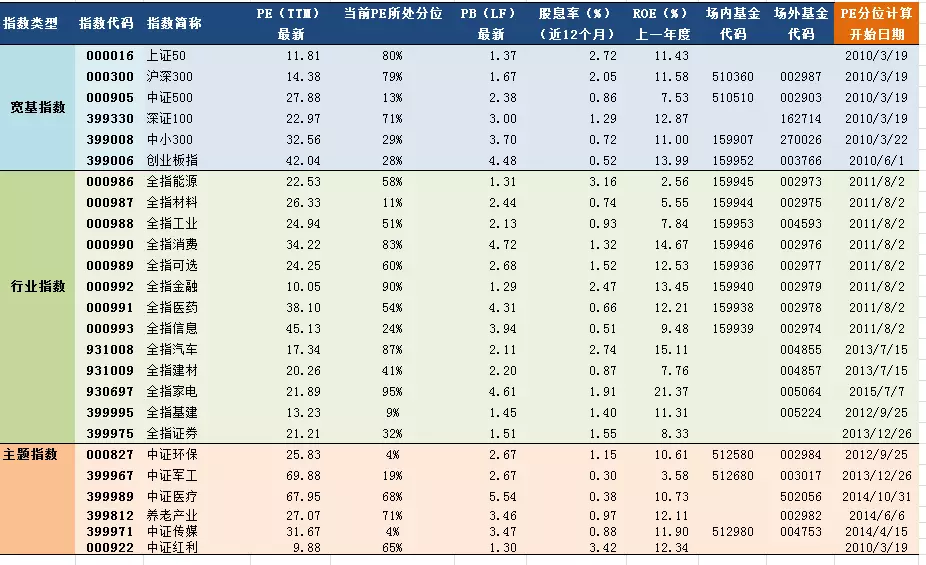 指数类型 指数代码 指数简称 PE（TTM）最新 当前PE所处分位 PB（LF）最新 股息率（%）（近12个月） ROE（%）上一年度 场内基金代码 场外基金代码 PE分位计算开始日期
宽基指数
000016 上证50 11.81 80% 1.37 2.72 11.43 2010/3/19
000300 沪深300 14.38 79% 1.67 2.05 11.58 510360 002987 2010/3/19
000905 中证500 27.88 13% 2.38 0.86 7.53 510510 002903 2010/3/19
399330 深证100 22.97 71% 3.00 1.29 12.87 162714 2010/3/19
399008 中小300 32.56 29% 3.70 0.72 11.00 159907 270026 2010/3/22
399006 创业板指 42.04 28% 4.48 0.52 13.99 159952 003766 2010/6/1
行业指数
000986 全指能源 22.53 58% 1.31 3.16 2.56 159945 002973 2011/8/2
000987 全指材料 26.33 11% 2.44 0.74 5.55 159944 002975 2011/8/2
000988 全指工业 24.94 51% 2.13 0.93 7.84 159953 004593 2011/8/2
000990 全指消费 34.22 83% 4.72 1.32 14.67 159946 002976 2011/8/2
000989 全指可选 24.25 60% 2.68 1.52 12.53 159936 002977 2011/8/2
000992 全指金融 10.05 90% 1.29 2.47 13.45 159940 002979 2011/8/2
000991 全指医药 38.10 54% 4.31 0.66 12.21 159938 002978 2011/8/2
000993 全指信息 45.13 24% 3.94 0.51 9.48 159939 002974 2011/8/2
931008 全指汽车 17.34 87% 2.11 2.74 15.11 004855 2013/7/15
931009 全指建材 20.26 41% 2.20 0.87 7.76 004857 2013/7/15
930697 全指家电 21.89 95% 4.61 1.91 21.37 005064 2015/7/7
399995 全指基建 13.23 9% 1.45 1.40 11.31 005224 2012/9/25
399975 全指证券 21.21 32% 1.51 1.55 8.33 2013/12/26
主题指数
000827 中证环保 25.83 4% 2.67 1.15 10.61 512580 002984 2012/9/25
399967 中证军工 69.88 19% 2.67 0.30 3.58 512680 003017 2013/12/26
399989 中证医疗 67.95 68% 5.54 0.38 10.73 502056 2014/10/31
399812 养老产业 27.07 71% 3.46 0.97 12.11 002982 2014/6/6
399971 中证传媒 31.67 4% 3.47 0.88 11.90 512980 004753 2014/4/15
000922 中证红利 9.88 65% 1.30 3.42 12.34 2010/3/19